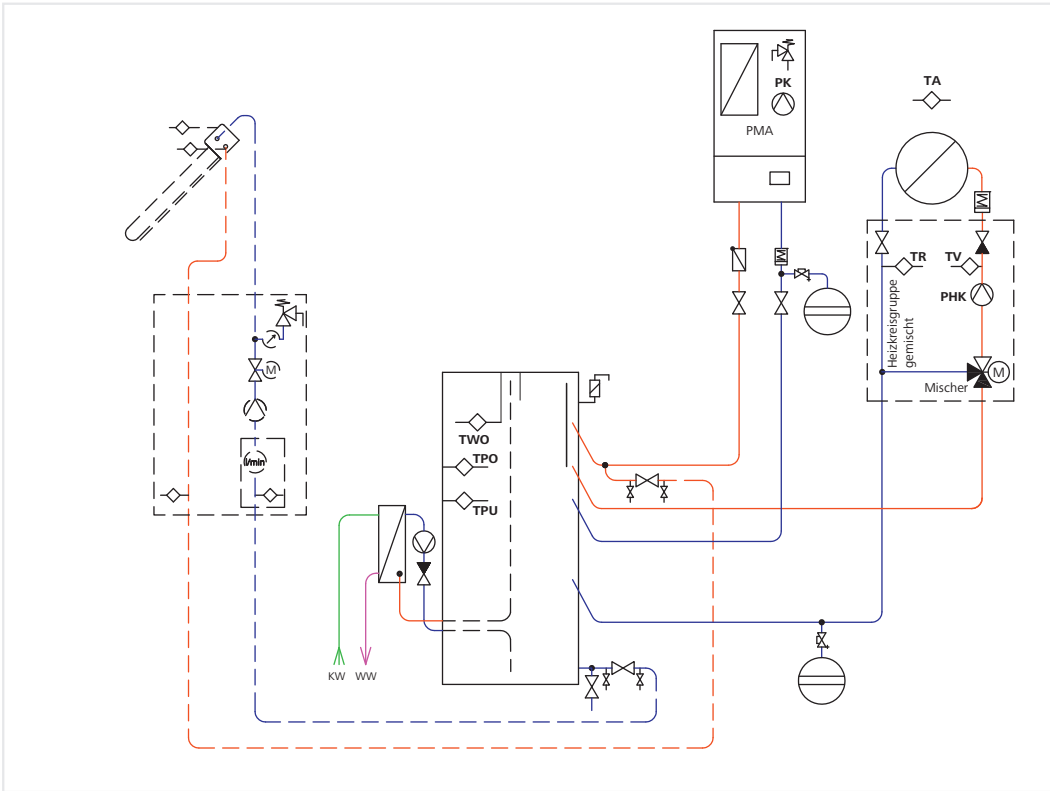 PK
PMA
TA
TR
TV
PHK
Heizkreisgruppe
gemischt
M
Mischer
M
l/min
TWO
TPO
TPU
KW
WW